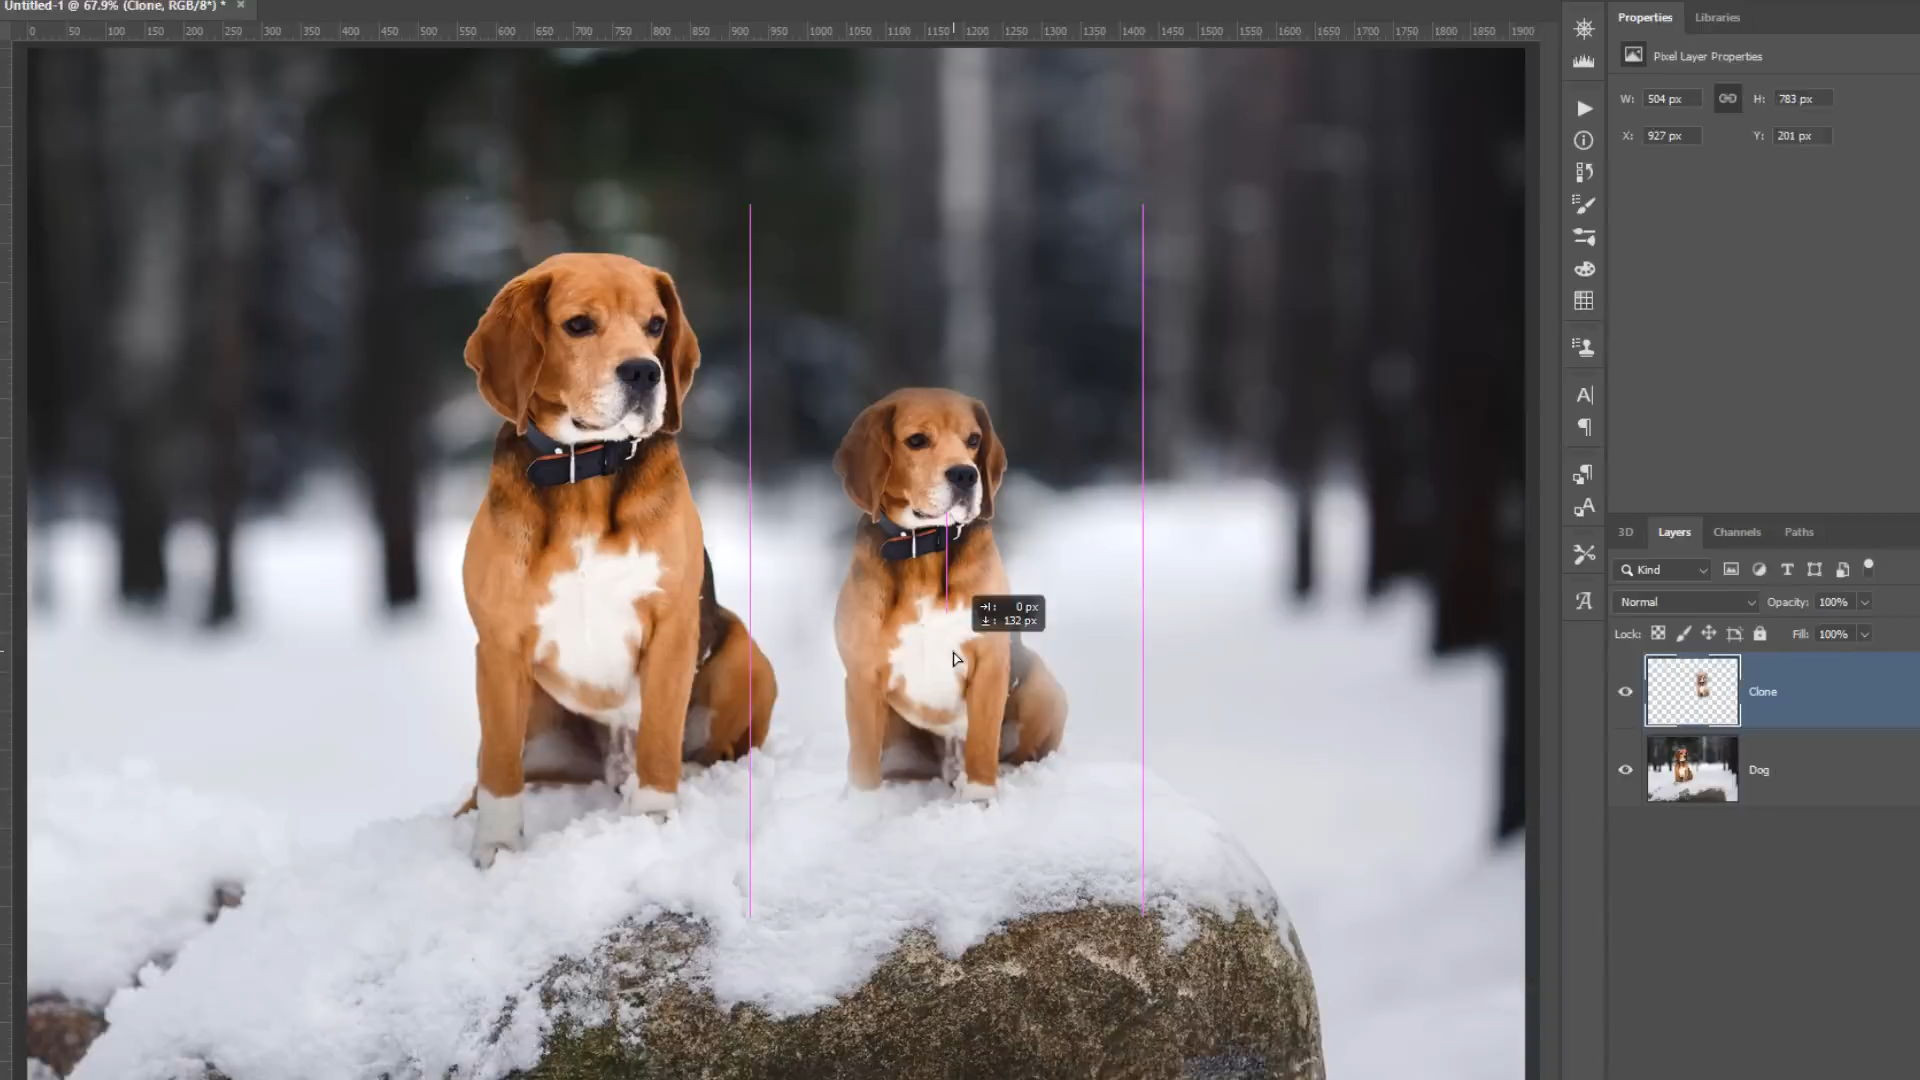 Untitled-1 @ 67.9% (Clone, RGB/8*) * ×
0 50 100 150 200 250 300 350 400 450 500 550 600 650 700 750 800 850 900 950 1000 1050 1100 1150 1200 1250 1300 1350 1400 1450 1500 1550 1600 1650 1700 1750 1800 1850 1900
Properties Libraries
Pixel Layer Properties
W: 504 px H: 783 px
X: 927 px Y: 201 px
3D Layers Channels Paths
Kind
Normal Opacity: 100%
Lock: Fill: 100%
Clone
Dog
: 0 px
: 132 px